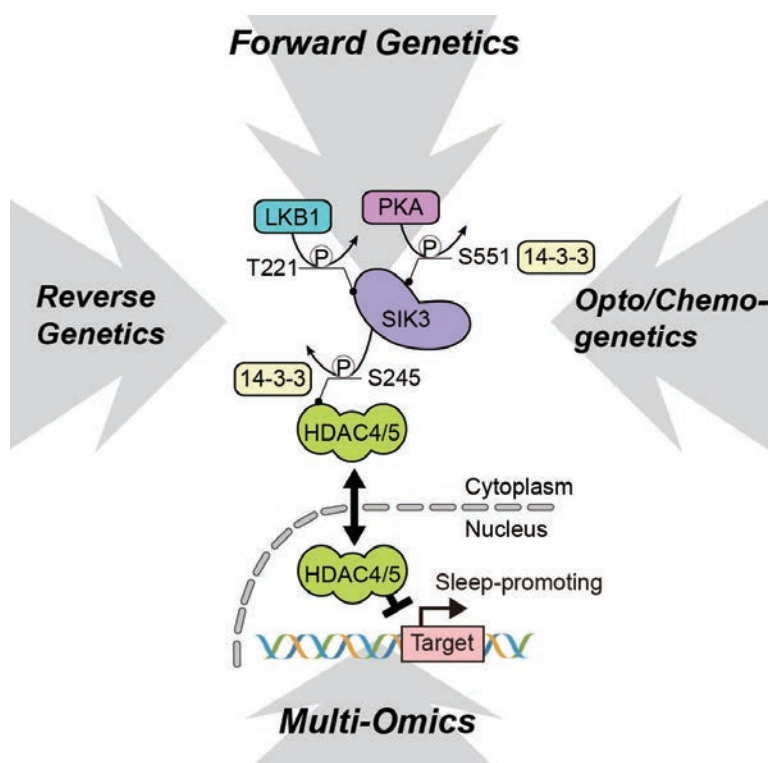 Forward Genetics
LKB1
PKA
P
P
T221
S551
14-3-3
Reverse
Genetics
SIK3
Opto/Chemo-
genetics
P
14-3-3
S245
HDAC4/5
Cytoplasm
Nucleus
HDAC4/5
Sleep-promoting
Target
Multi-Omics